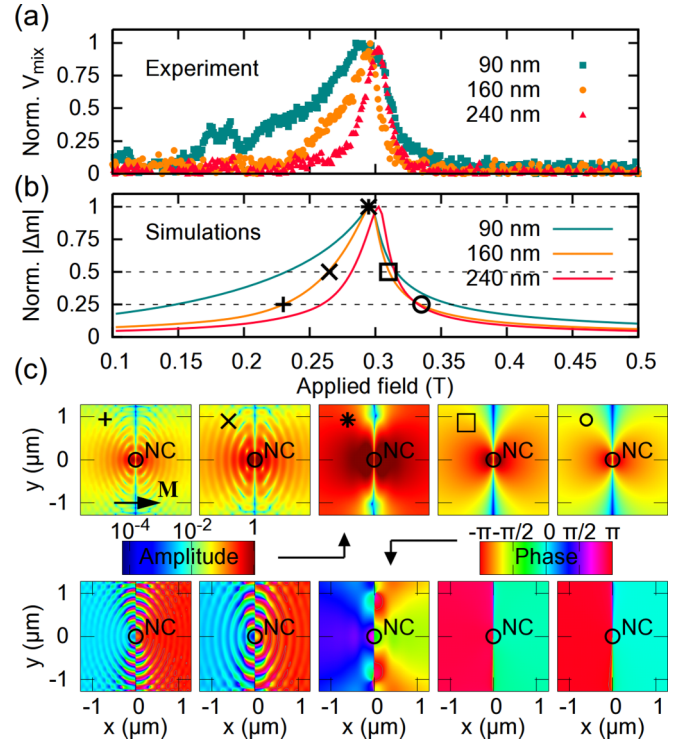 (a)
Norm. Vmix
1
0.75
0.5
0.25
0
Experiment
90 nm
160 nm
240 nm
(b)
Norm. |Δm|
1
0.75
0.5
0.25
0
Simulations
90 nm
160 nm
240 nm
0.1 0.15 0.2 0.25 0.3 0.35 0.4 0.45 0.5
Applied field (T)
(c)
y (μm)
1
0
-1
NC NC NC NC NC
M
10-4 10-2 1
Amplitude
-π-π/2 0 π/2 π
Phase
y (μm)
1
0
-1
NC NC NC NC NC
-1 0 1 -1 0 1 -1 0 1 -1 0 1 -1 0 1
x (μm) x (μm) x (μm) x (μm) x (μm)